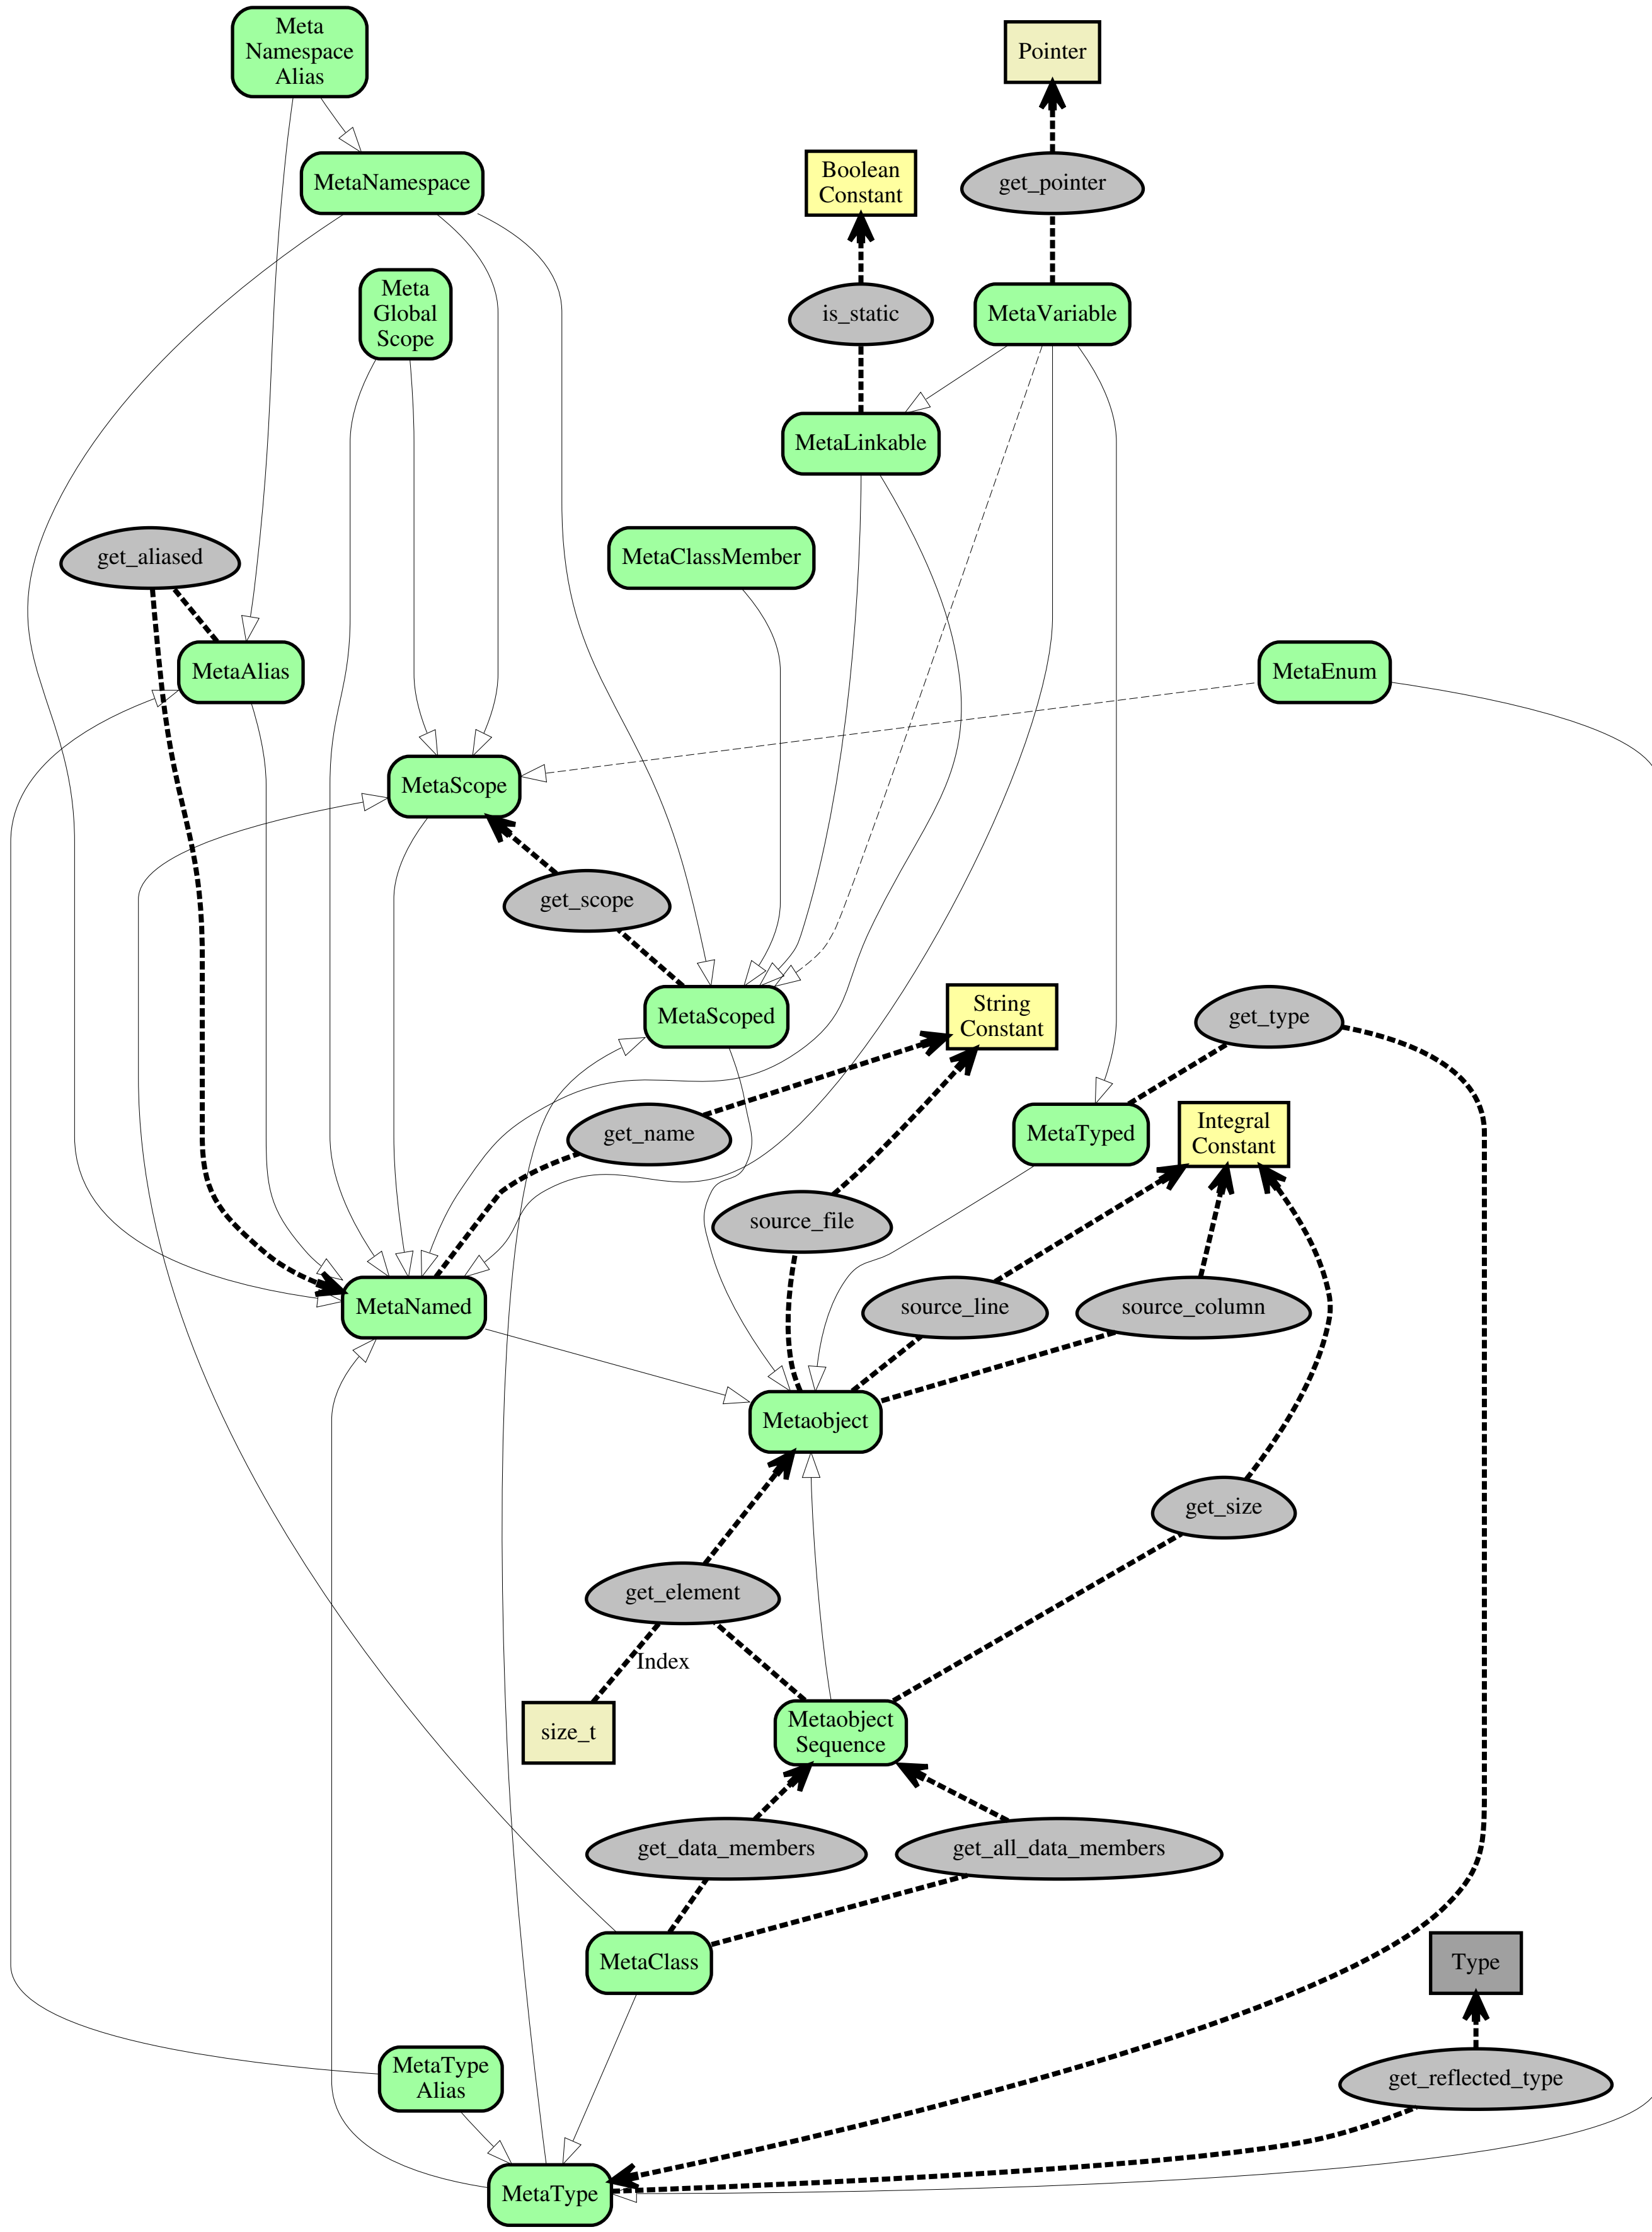 Meta
Namespace
Alias
Pointer
MetaNamespace
Boolean
Constant
get_pointer
Meta
Global
Scope
is_static
MetaVariable
MetaLinkable
get_aliased
MetaClassMember
MetaAlias
MetaEnum
MetaScope
get_scope
MetaScoped
String
Constant
get_type
get_name
MetaTyped
Integral
Constant
source_file
MetaNamed
source_line
source_column
Metaobject
get_size
get_element
Index
size_t
Metaobject
Sequence
get_data_members
get_all_data_members
MetaClass
Type
MetaType
Alias
get_reflected_type
MetaType